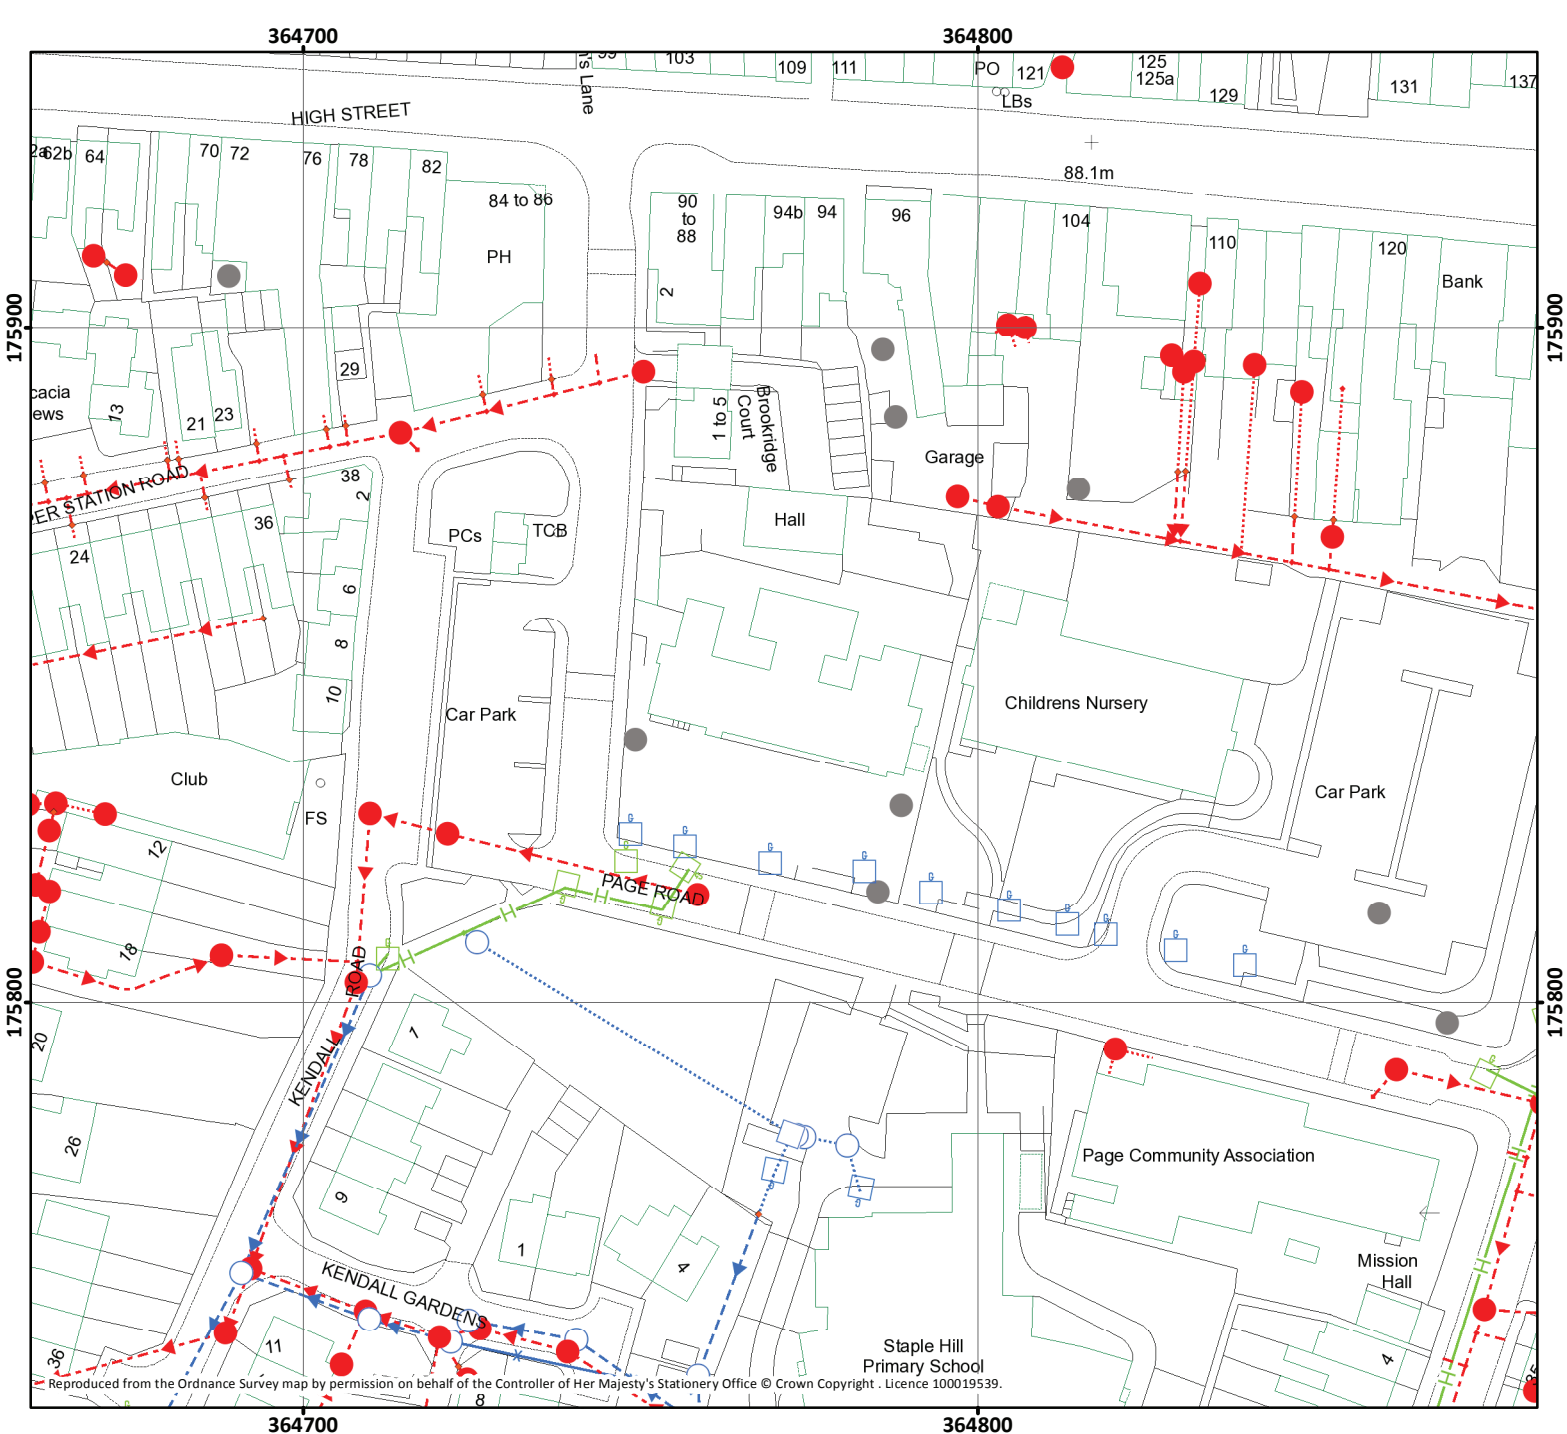 364700
364800
103
109
111
PO
121
125
125a
129
131
137
LBs
HIGH STREET
88.1m
62b
64
70
72
76
78
82
84 to 86
PH
90
to
88
94b
94
96
104
110
120
Bank
2
175900
175900
29
13
21
23
1 to 5
Brookridge
Court
Garage
38
2
36
24
PCs
TCB
Hall
6
8
10
Car Park
Childrens Nursery
Car Park
Club
FS
12
18
PAGE ROAD
KENDALL ROAD
175800
175800
20
26
1
9
1
4
Page Community Association
Mission
Hall
KENDALL GARDENS
11
36
8
4
Staple Hill
Primary School
Reproduced from the Ordnance Survey map by permission on behalf of the Controller of Her Majesty's Stationery Office © Crown Copyright . Licence 100019539.
364700
364800